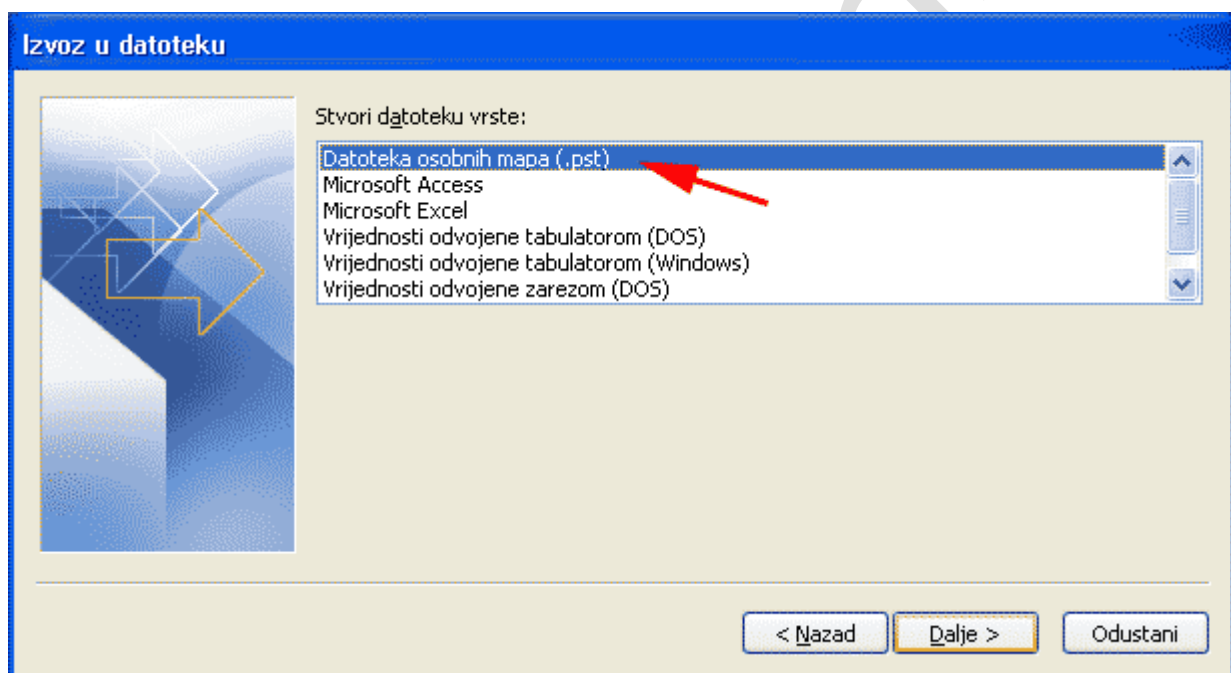 Izvoz u datoteku
Stvori datoteku vrste:
Datoteka osobnih mapa (.pst)
Microsoft Access
Microsoft Excel
Vrijednosti odvojene tabulatorom (DOS)
Vrijednosti odvojene tabulatorom (Windows)
Vrijednosti odvojene zarezom (DOS)
< Nazad
Dalje >
Odustani